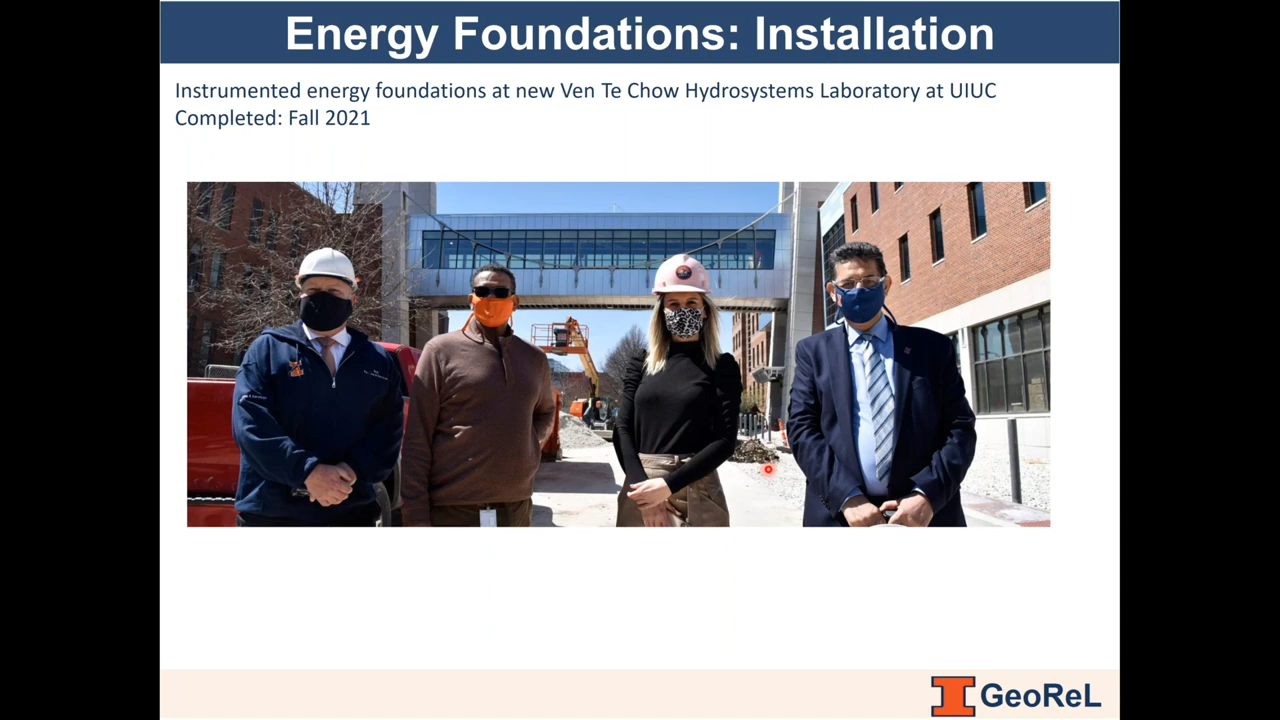 Energy Foundations: Installation
Instrumented energy foundations at new Ven Te Chow Hydrosystems Laboratory at UIUC
Completed: Fall 2021
I GeoReL